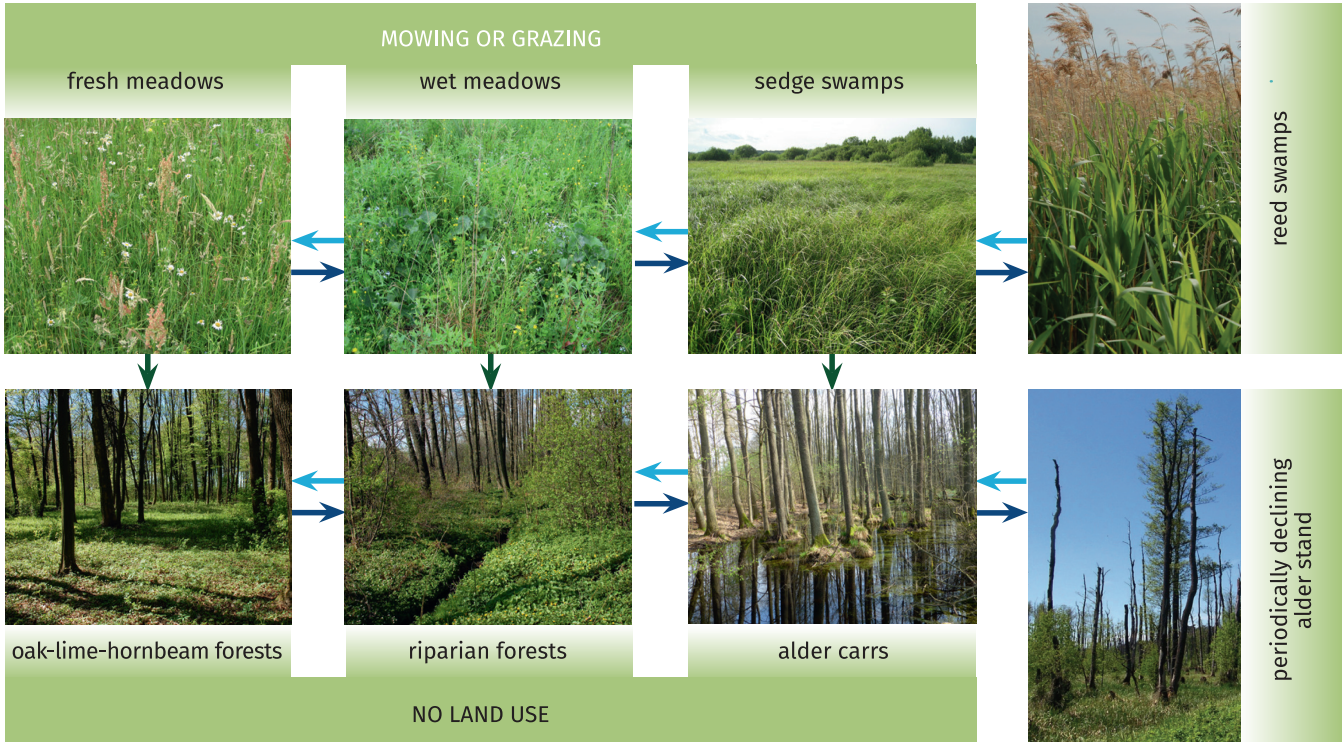 MOWING OR GRAZING
fresh meadows
wet meadows
sedge swamps
reed swamps
oak-lime-hornbeam forests
riparian forests
alder carrs
periodically declining
alder stand
NO LAND USE